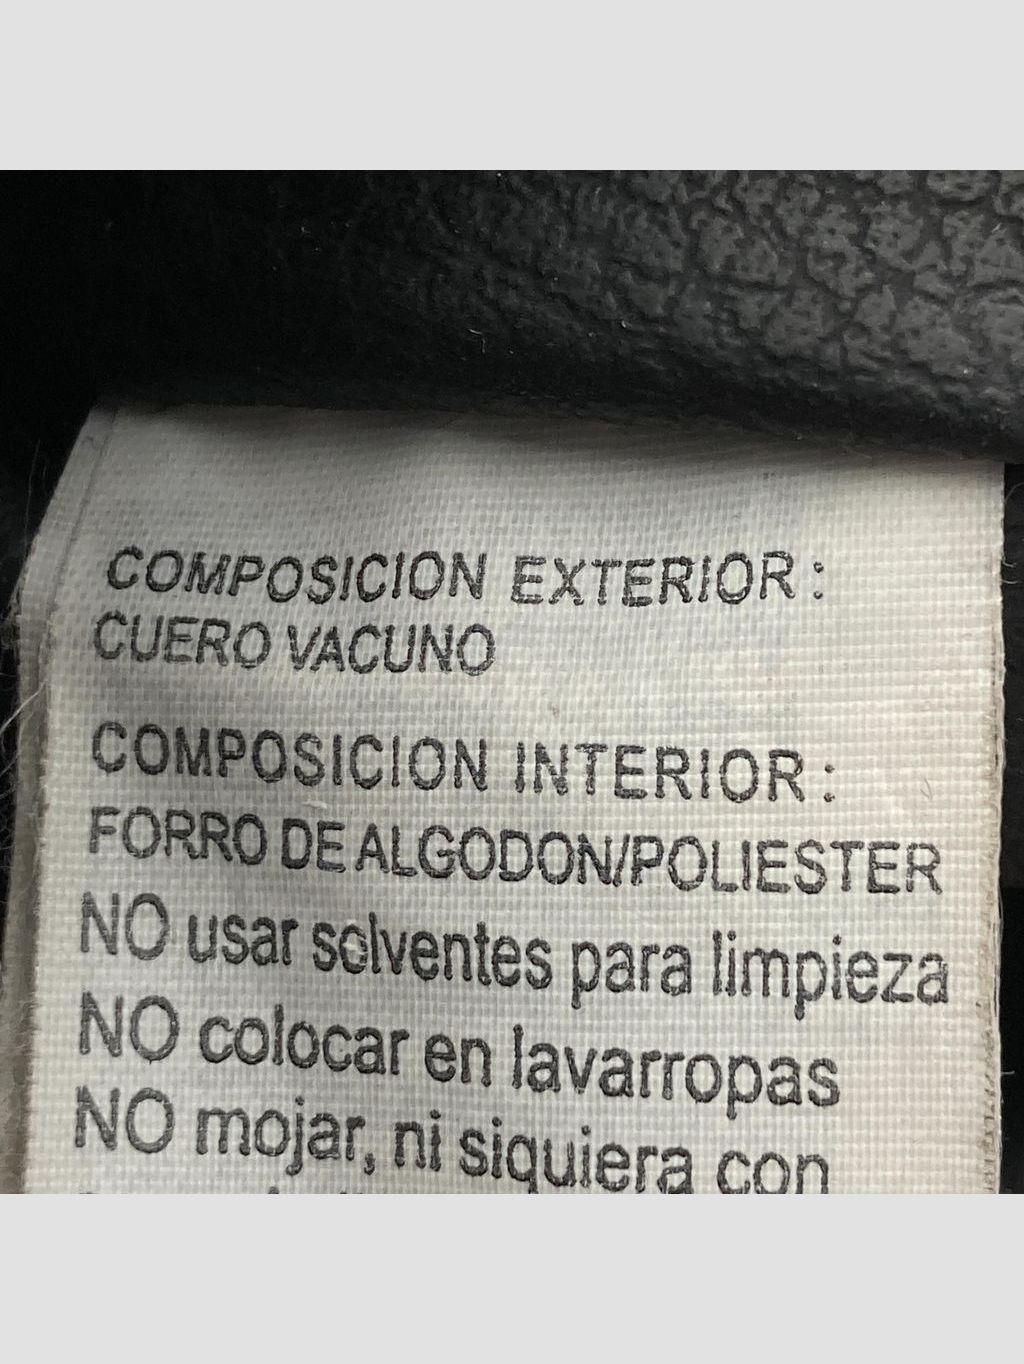 COMPOSICION EXTERIOR:
CUERO VACUNO
COMPOSICION INTERIOR:
FORRO DE ALGODON/POLIESTER
NO usar solventes para limpieza
NO colocar en lavarropas
NO mojar, ni siquiera con